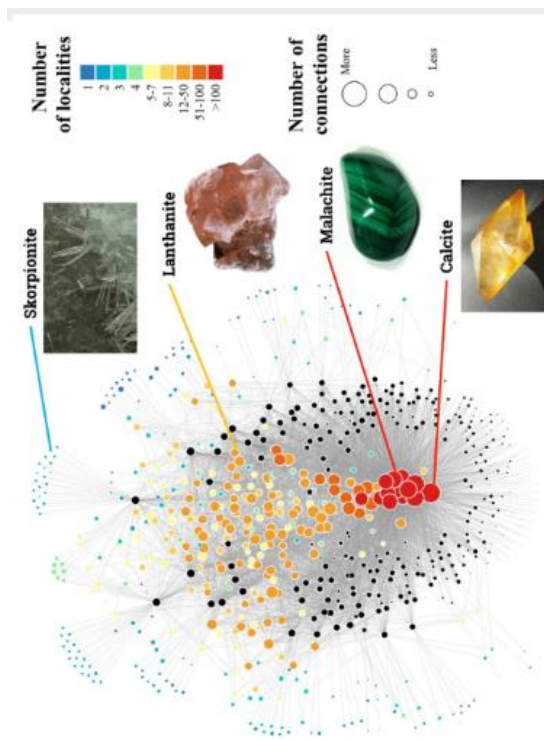 Number
of localities
1
2
3
4
5-7
8-11
12-50
51-100
>100
Number of
connections
More
Less
Skorpionite
Lanthanite
Malachite
Calcite